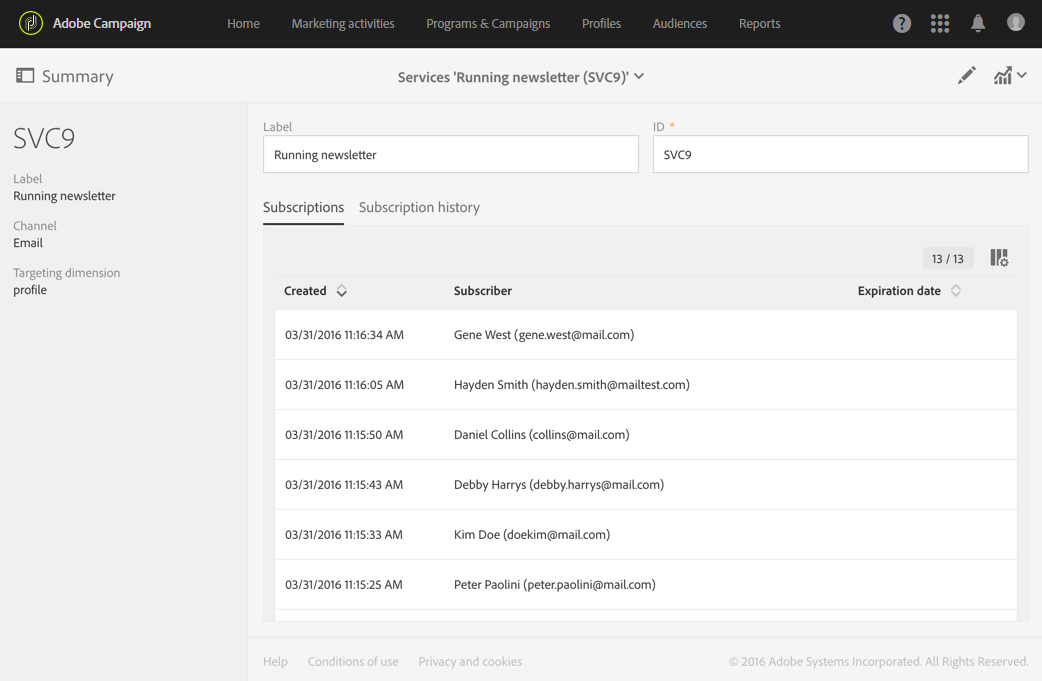 Adobe Campaign Home Marketing activities Programs & Campaigns Profiles Audiences Reports ?
Summary Services 'Running newsletter (SVC9)'
SVC9
Label
Running newsletter
Channel
Email
Targeting dimension
profile
Label ID *
Running newsletter SVC9
Subscriptions Subscription history
13 / 13
Created Subscriber Expiration date
03/31/2016 11:16:34 AM Gene West (gene.west@mail.com)
03/31/2016 11:16:05 AM Hayden Smith (hayden.smith@mailtest.com)
03/31/2016 11:15:50 AM Daniel Collins (collins@mail.com)
03/31/2016 11:15:43 AM Debby Harrys (debby.harrys@mail.com)
03/31/2016 11:15:33 AM Kim Doe (doekim@mail.com)
03/31/2016 11:15:25 AM Peter Paolini (peter.paolini@mail.com)
Help Conditions of use Privacy and cookies © 2016 Adobe Systems Incorporated. All Rights Reserved.